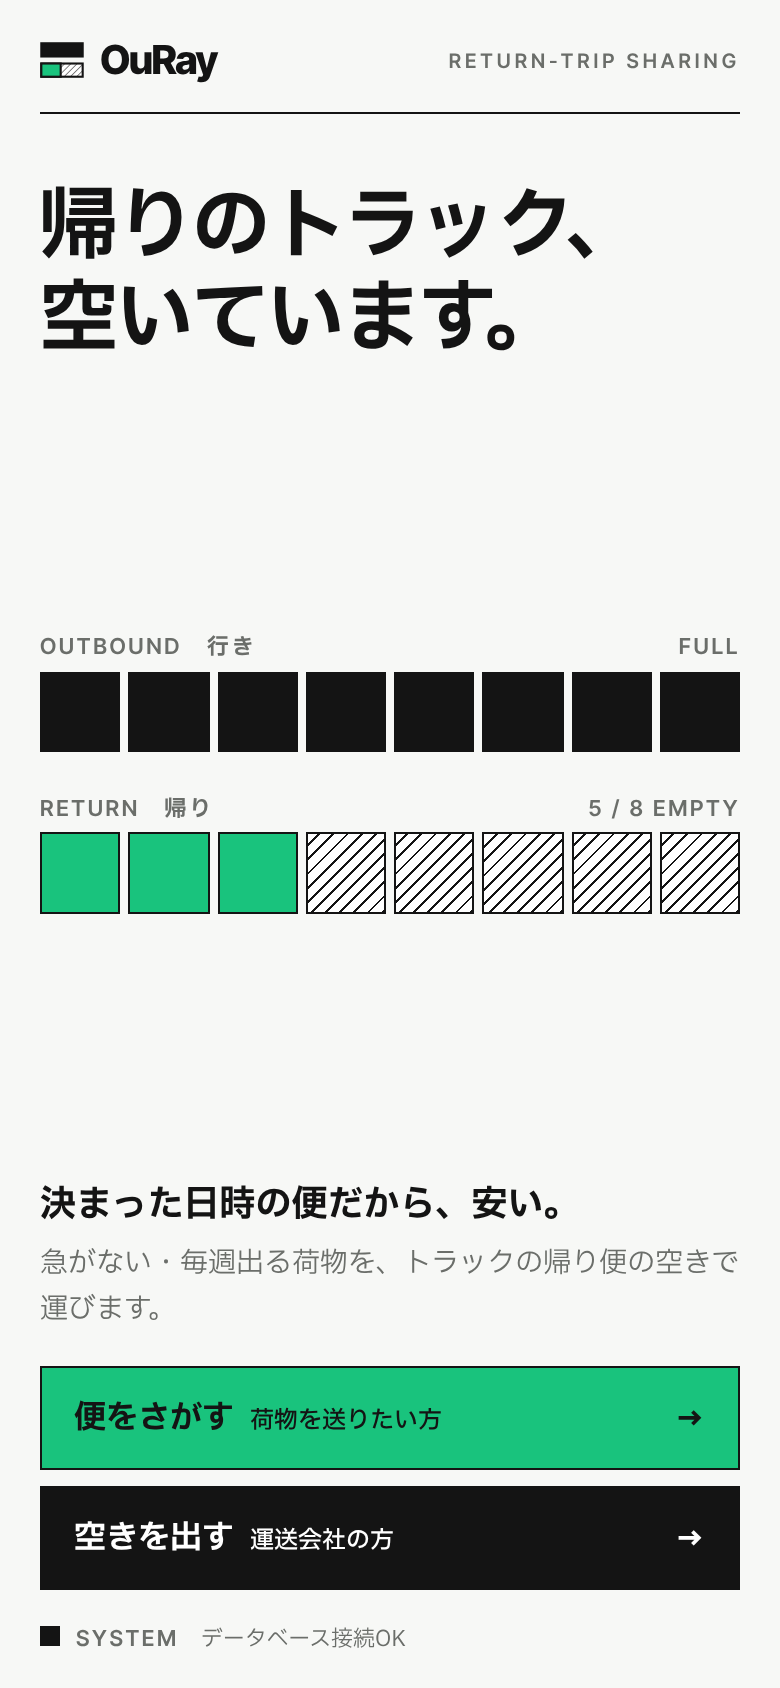 OuRay
RETURN-TRIP SHARING
帰りのトラック、
空いています。
OUTBOUND 行き
FULL
RETURN 帰り
5 / 8 EMPTY
決まった日時の便だから、安い。
急がない・毎週出る荷物を、トラックの帰り便の空きで
運びます。
便をさがす 荷物を送りたい方 →
空きを出す 運送会社の方 →
SYSTEM データベース接続OK